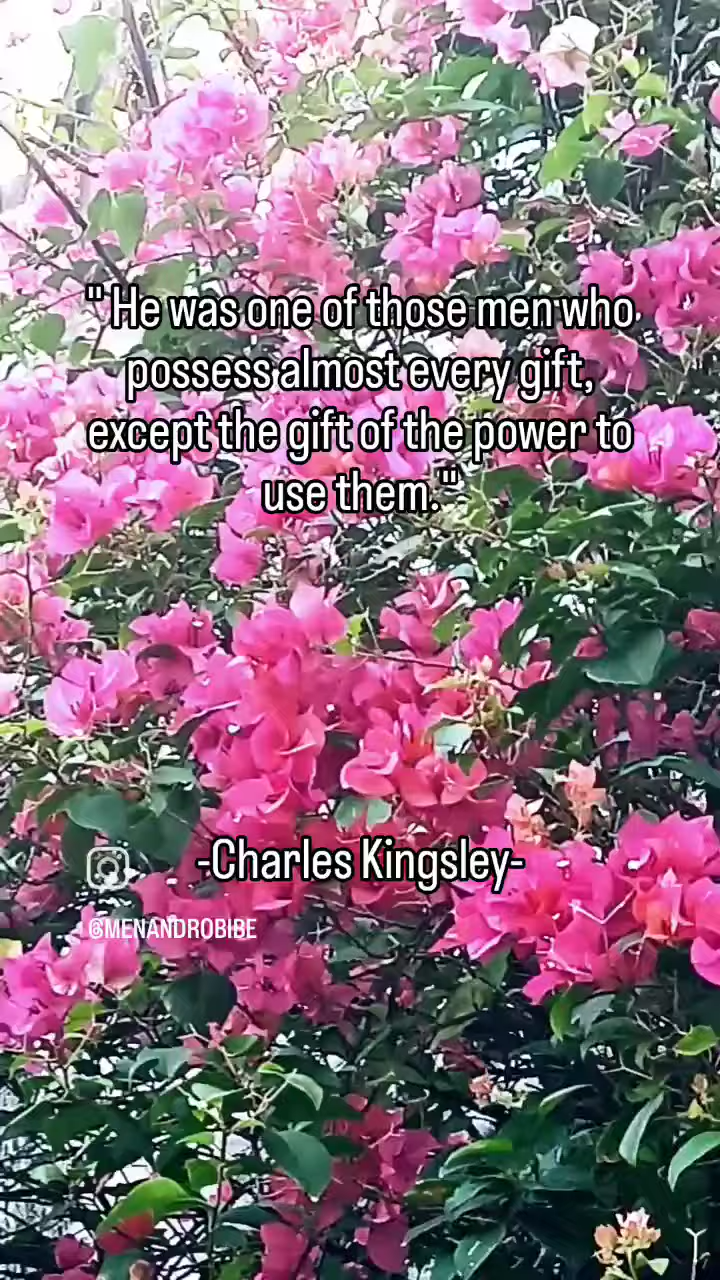 " He was one of those men who
possess almost every gift,
except the gift of the power to
use them."
-Charles Kingsley-
@MENANDROBIBE